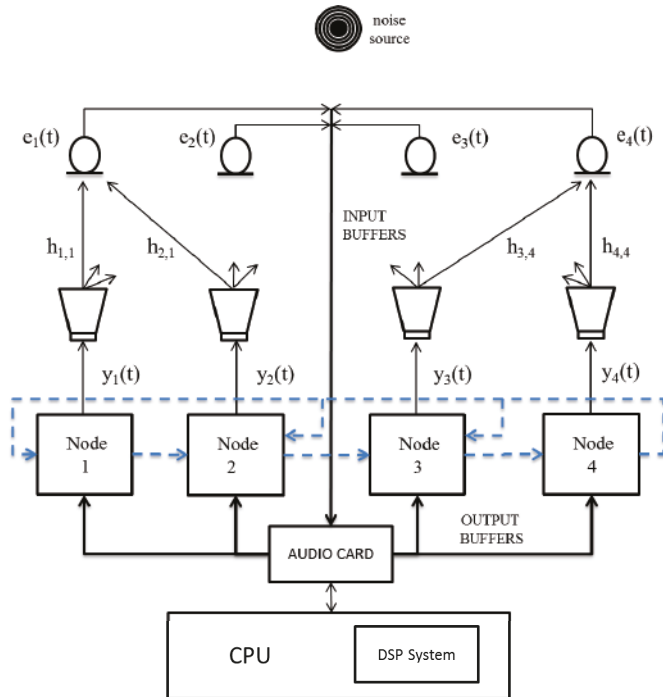 noise
source
e1(t)
e2(t)
e3(t)
e4(t)
INPUT
BUFFERS
h1,1
h2,1
h3,4
h4,4
y1(t)
y2(t)
y3(t)
y4(t)
Node
1
Node
2
Node
3
Node
4
OUTPUT
BUFFERS
AUDIO CARD
CPU
DSP System